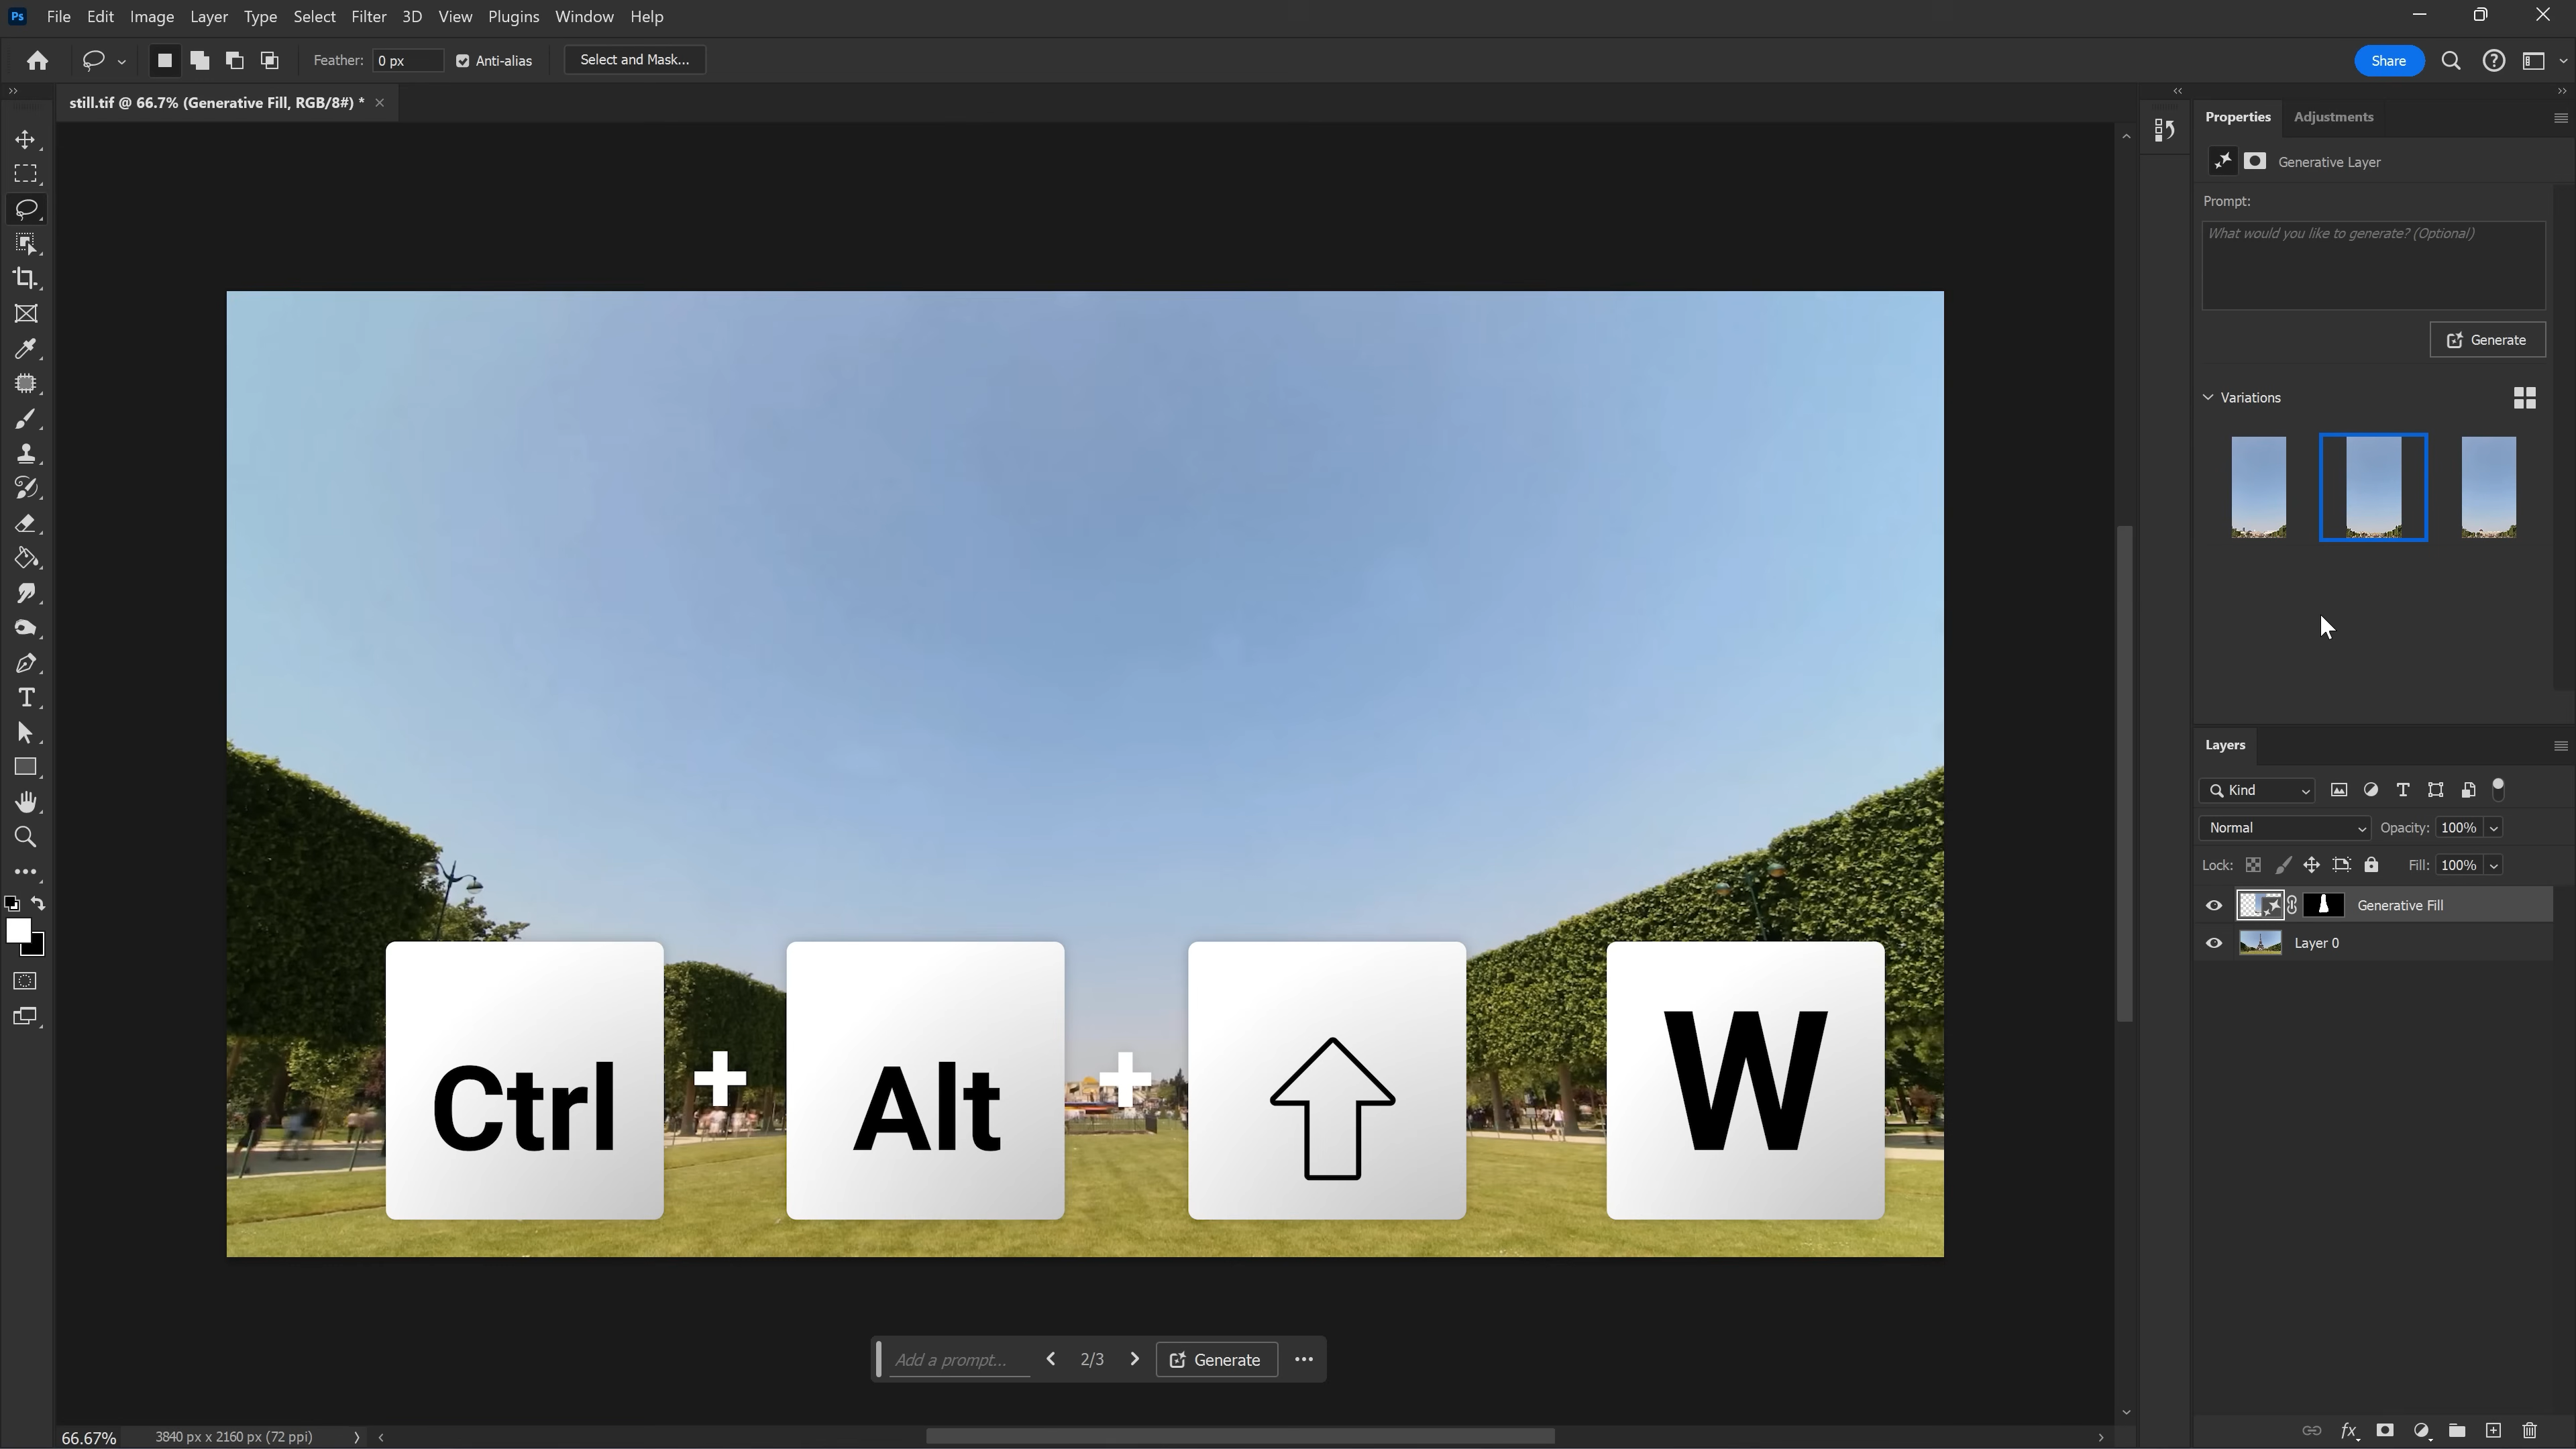 Ps File Edit Image Layer Type Select Filter 3D View Plugins Window Help
Feather: 0 px Anti-alias Select and Mask... Share
still.tif @ 66.7% (Generative Fill, RGB/8#) *
Properties Adjustments
Generative Layer
Prompt:
What would you like to generate? (Optional)
Generate
Variations
Layers
Kind
Normal Opacity: 100%
Lock: Fill: 100%
Generative Fill
Layer 0
Ctrl + Alt + W
Add a prompt... 2/3 Generate
66.67% 3840 px x 2160 px (72 ppi)
fx